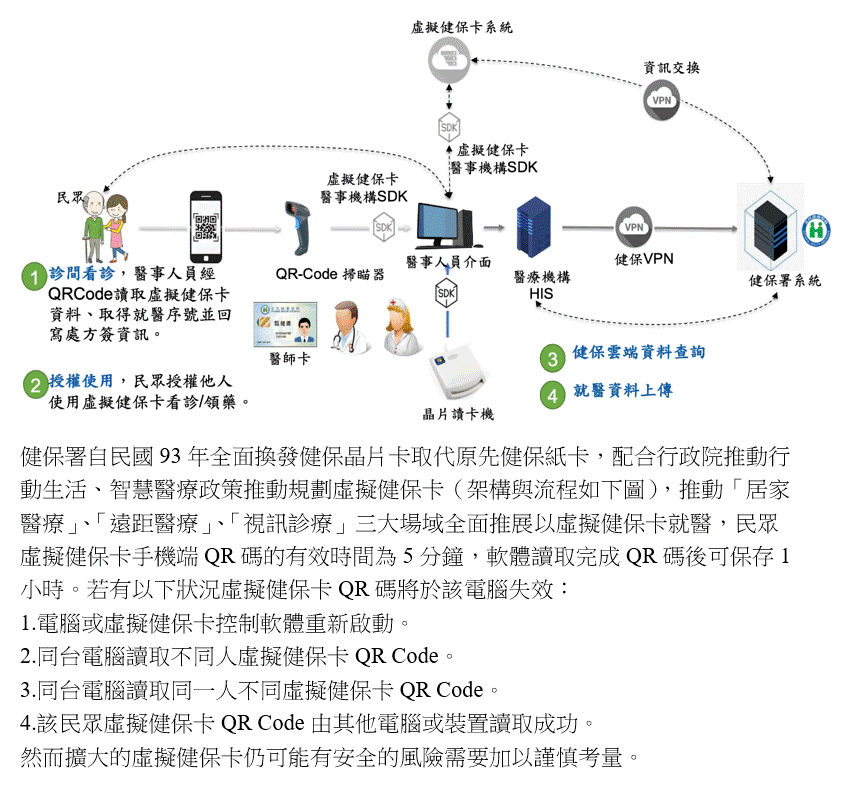 虛擬健保卡系統
資訊交換
VPN
SDK
虛擬健保卡
醫事機構SDK
民眾
虛擬健保卡
醫事機構SDK
SDK
VPN
QR-Code 掃瞄器
醫事人員介面
醫療機構
HIS
健保VPN
健保署系統
1 診間看診，醫事人員經
QRCode讀取虛擬健保卡
資料、取得就醫序號並回
寫處方簽資訊。
SDK
醫師卡
2 授權使用，民眾授權他人
使用虛擬健保卡看診/領藥。
晶片讀卡機
3 健保雲端資料查詢
4 就醫資料上傳
健保署自民國 93 年全面換發健保晶片卡取代原先健保紙卡，配合行政院推動行
動生活、智慧醫療政策推動規劃虛擬健保卡（架構與流程如下圖），推動「居家
醫療」、「遠距醫療」、「視訊診療」三大場域全面推展以虛擬健保卡就醫，民眾
虛擬健保卡手機端 QR 碼的有效時間為 5 分鐘，軟體讀取完成 QR 碼後可保存 1
小時。若有以下狀況虛擬健保卡 QR 碼將於該電腦失效：
1.電腦或虛擬健保卡控制軟體重新啟動。
2.同台電腦讀取不同人虛擬健保卡 QR Code。
3.同台電腦讀取同一人不同虛擬健保卡 QR Code。
4.該民眾虛擬健保卡 QR Code 由其他電腦或裝置讀取成功。
然而擴大的虛擬健保卡仍可能有安全的風險需要加以謹慎考量。